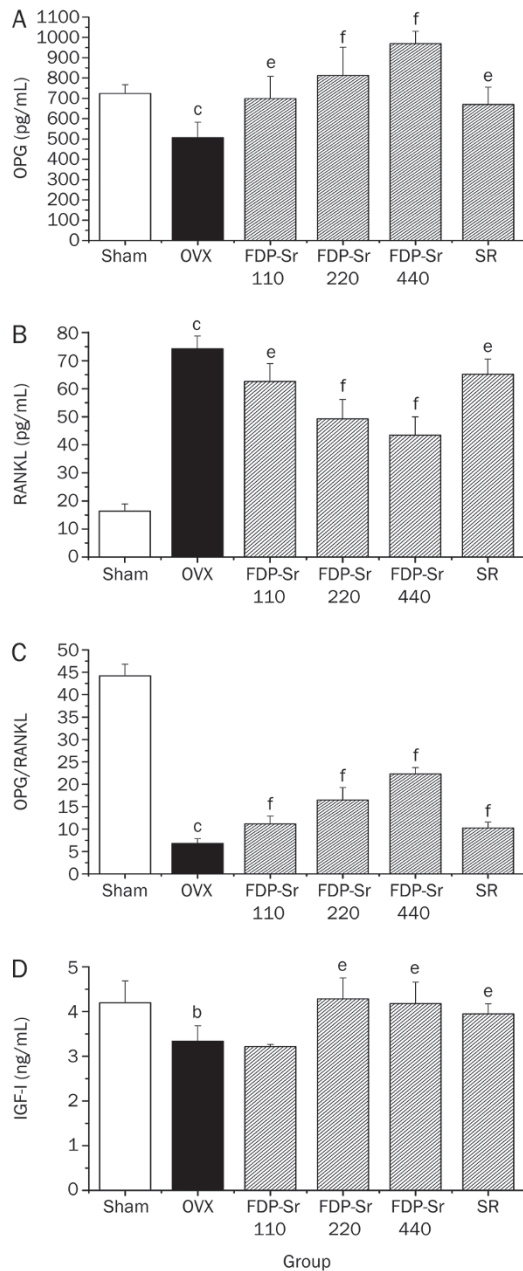 A
1100
1000
900
800
700
600
500
400
300
200
100
0
OPG (pg/mL)
c
e
f
f
e
Sham OVX FDP-Sr FDP-Sr FDP-Sr SR
110 220 440
B
80
70
60
50
40
30
20
10
0
RANKL (pg/mL)
c
e
f
f
e
Sham OVX FDP-Sr FDP-Sr FDP-Sr SR
110 220 440
C
45
40
35
30
25
20
15
10
5
0
OPG/RANKL
c
f
f
f
f
Sham OVX FDP-Sr FDP-Sr FDP-Sr SR
110 220 440
D
5
4
3
2
1
0
IGF-I (ng/mL)
b
e
e
e
Sham OVX FDP-Sr FDP-Sr FDP-Sr SR
110 220 440
Group